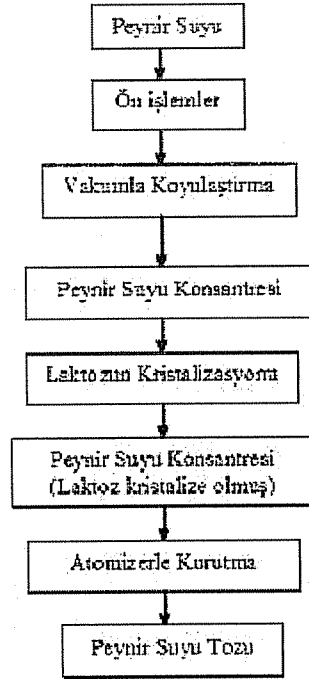 Peynir Suyu
Ön işlemler
Vakumla Koyulaştırma
Peynir Suyu Konsantresi
Laktozun Kristalizasyonu
Peynir Suyu Konsantresi
(Laktoz kristalize olmuş)
Atomizerle Kurutma
Peynir Suyu Tozu